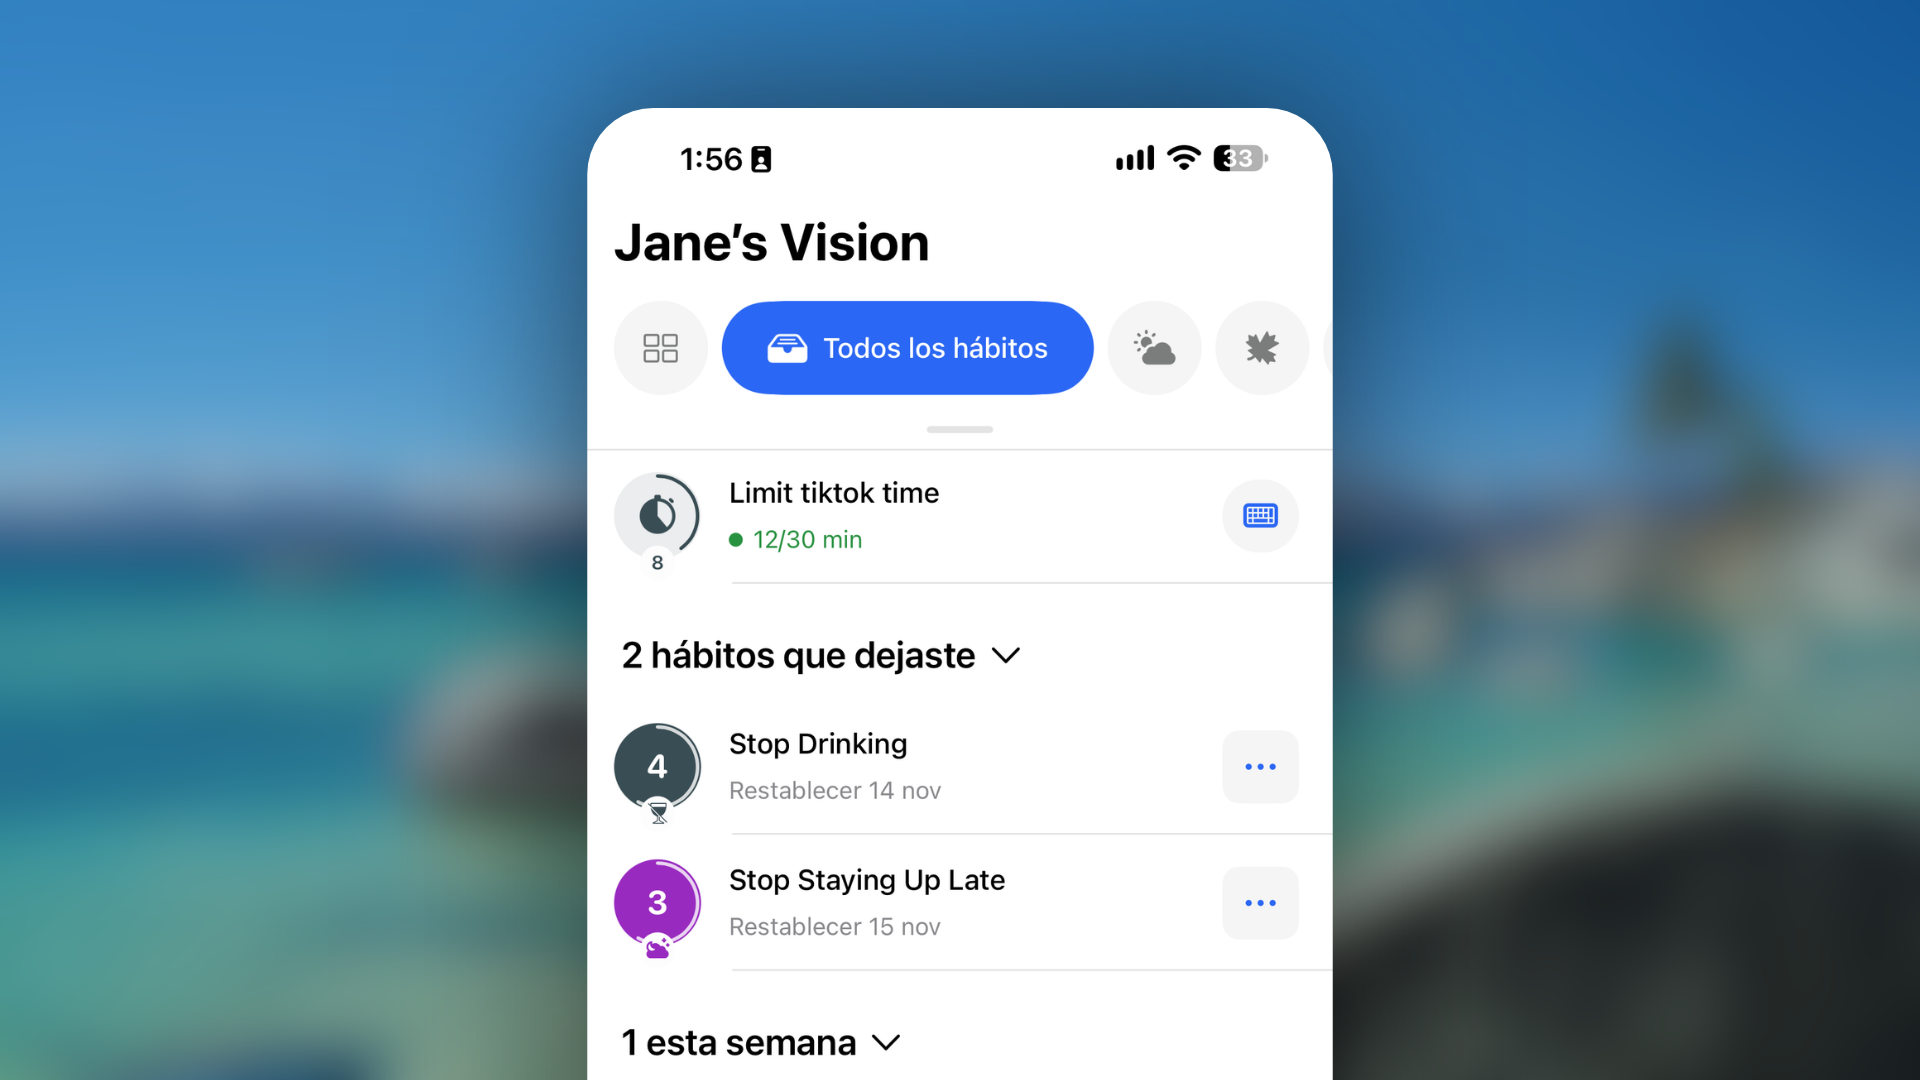 1:56
33
Jane's Vision
Todos los hábitos
Limit tiktok time
12/30 min
8
2 hábitos que dejaste
4
Stop Drinking
Restablecer 14 nov
3
Stop Staying Up Late
Restablecer 15 nov
1 esta semana